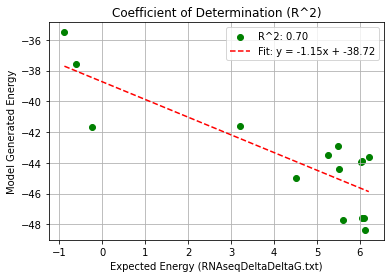 Coefficient of Determination (R^2)
R^2: 0.70
Fit: y = -1.15x + -38.72
Model Generated Energy
−36
−38
−40
−42
−44
−46
−48
−1 0 1 2 3 4 5 6
Expected Energy (RNAseqDeltaDeltaG.txt)